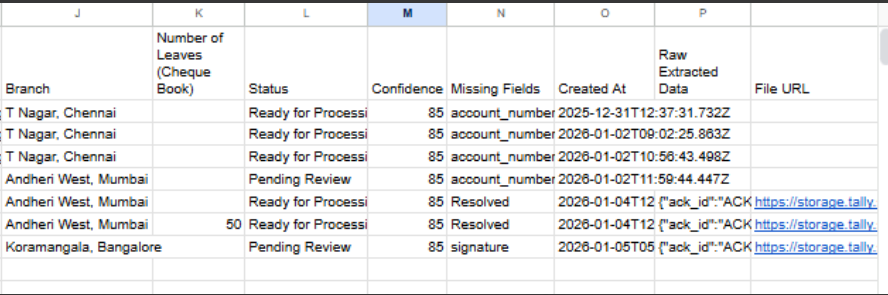 J K L M N O P
Number of
Leaves
(Cheque
Book)
Raw
Extracted
Data
Branch Status Confidence Missing Fields Created At File URL
T Nagar, Chennai Ready for Processi 85 account_number 2025-12-31T12:37:31.732Z
T Nagar, Chennai Ready for Processi 85 account_number 2026-01-02T09:02:25.863Z
T Nagar, Chennai Ready for Processi 85 account_number 2026-01-02T10:56:43.498Z
Andheri West, Mumbai Pending Review 85 account_number 2026-01-02T11:59:44.447Z
Andheri West, Mumbai Ready for Processi 85 Resolved 2026-01-04T12 {"ack_id":"ACK https://storage.tally.
Andheri West, Mumbai 50 Ready for Processi 85 Resolved 2026-01-04T12 {"ack_id":"ACK https://storage.tally.
Koramangala, Bangalore Pending Review 85 signature 2026-01-05T05 {"ack_id":"ACK https://storage.tally.